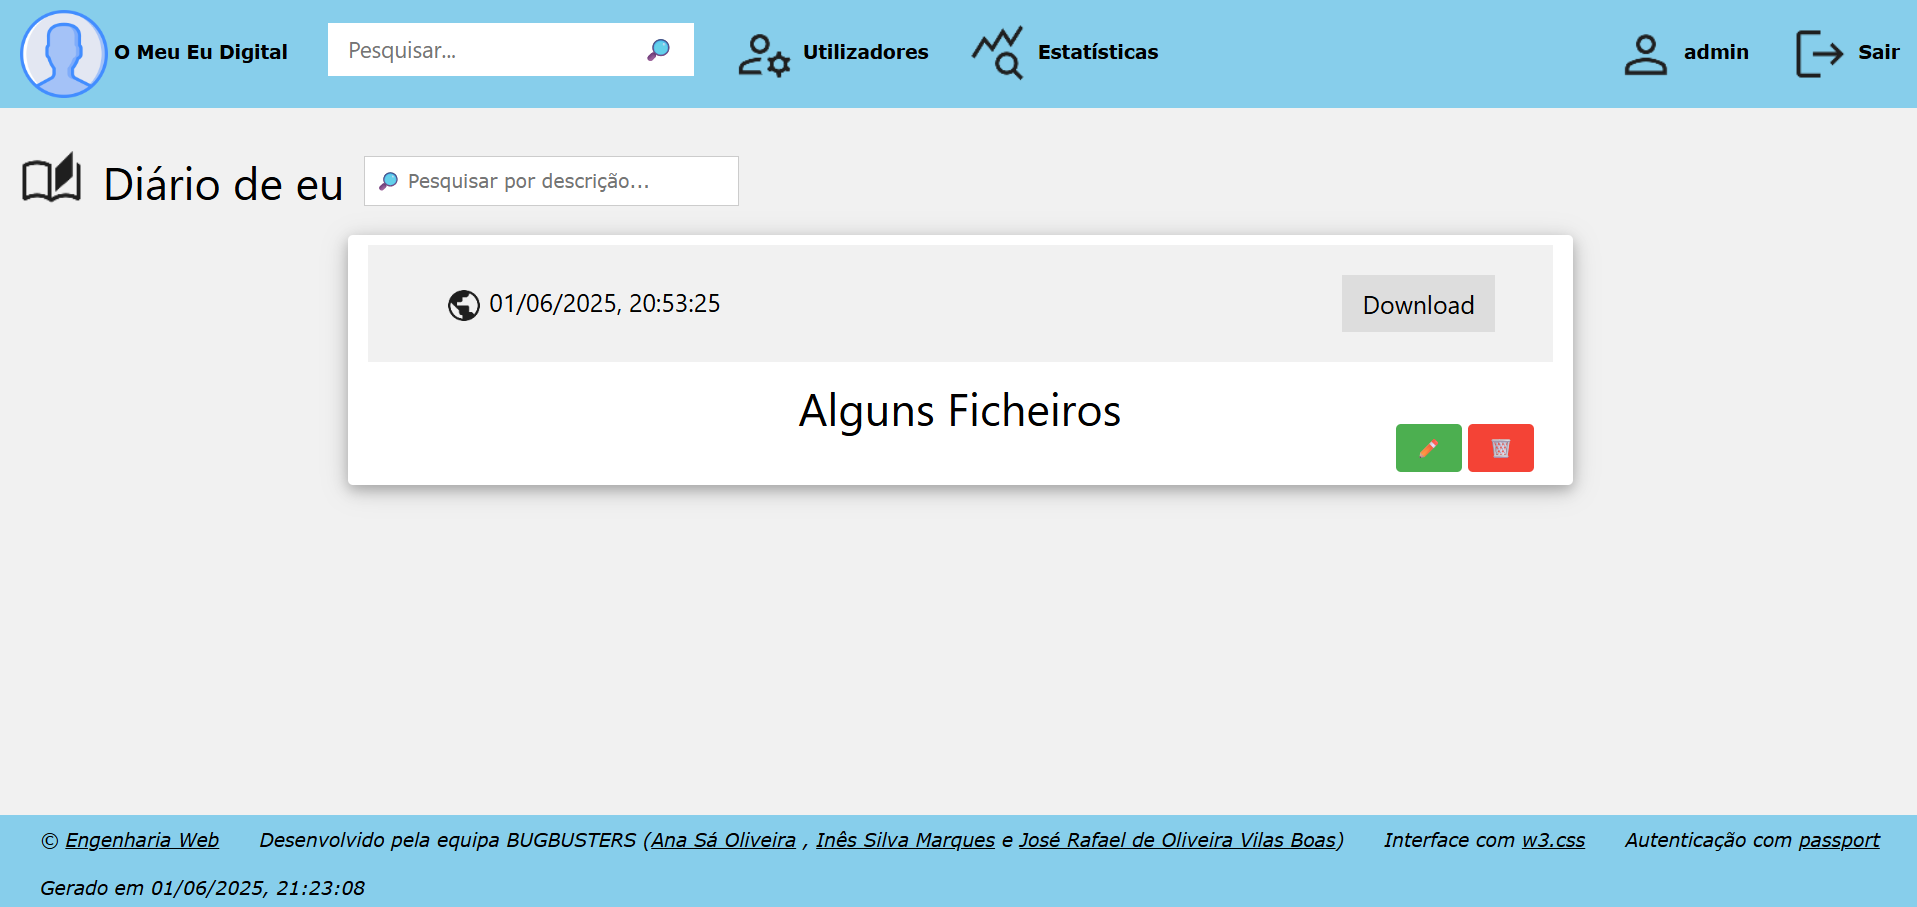 O Meu Eu Digital Pesquisar... Utilizadores Estatísticas admin Sair
Diário de eu Pesquisar por descrição...
01/06/2025, 20:53:25 Download
Alguns Ficheiros
© Engenharia Web Desenvolvido pela equipa BUGBUSTERS (Ana Sá Oliveira , Inês Silva Marques e José Rafael de Oliveira Vilas Boas) Interface com w3.css Autenticação com passport
Gerado em 01/06/2025, 21:23:08